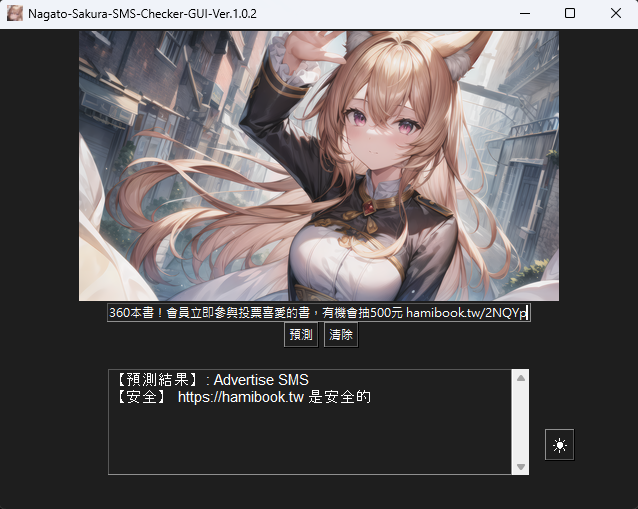 Nagato-Sakura-SMS-Checker-GUI-Ver.1.0.2
360本書！會員立即參與投票喜愛的書，有機會抽500元 hamibook.tw/2NQYp
預測 清除
【預測結果】 : Advertise SMS
【安全】 https://hamibook.tw 是安全的